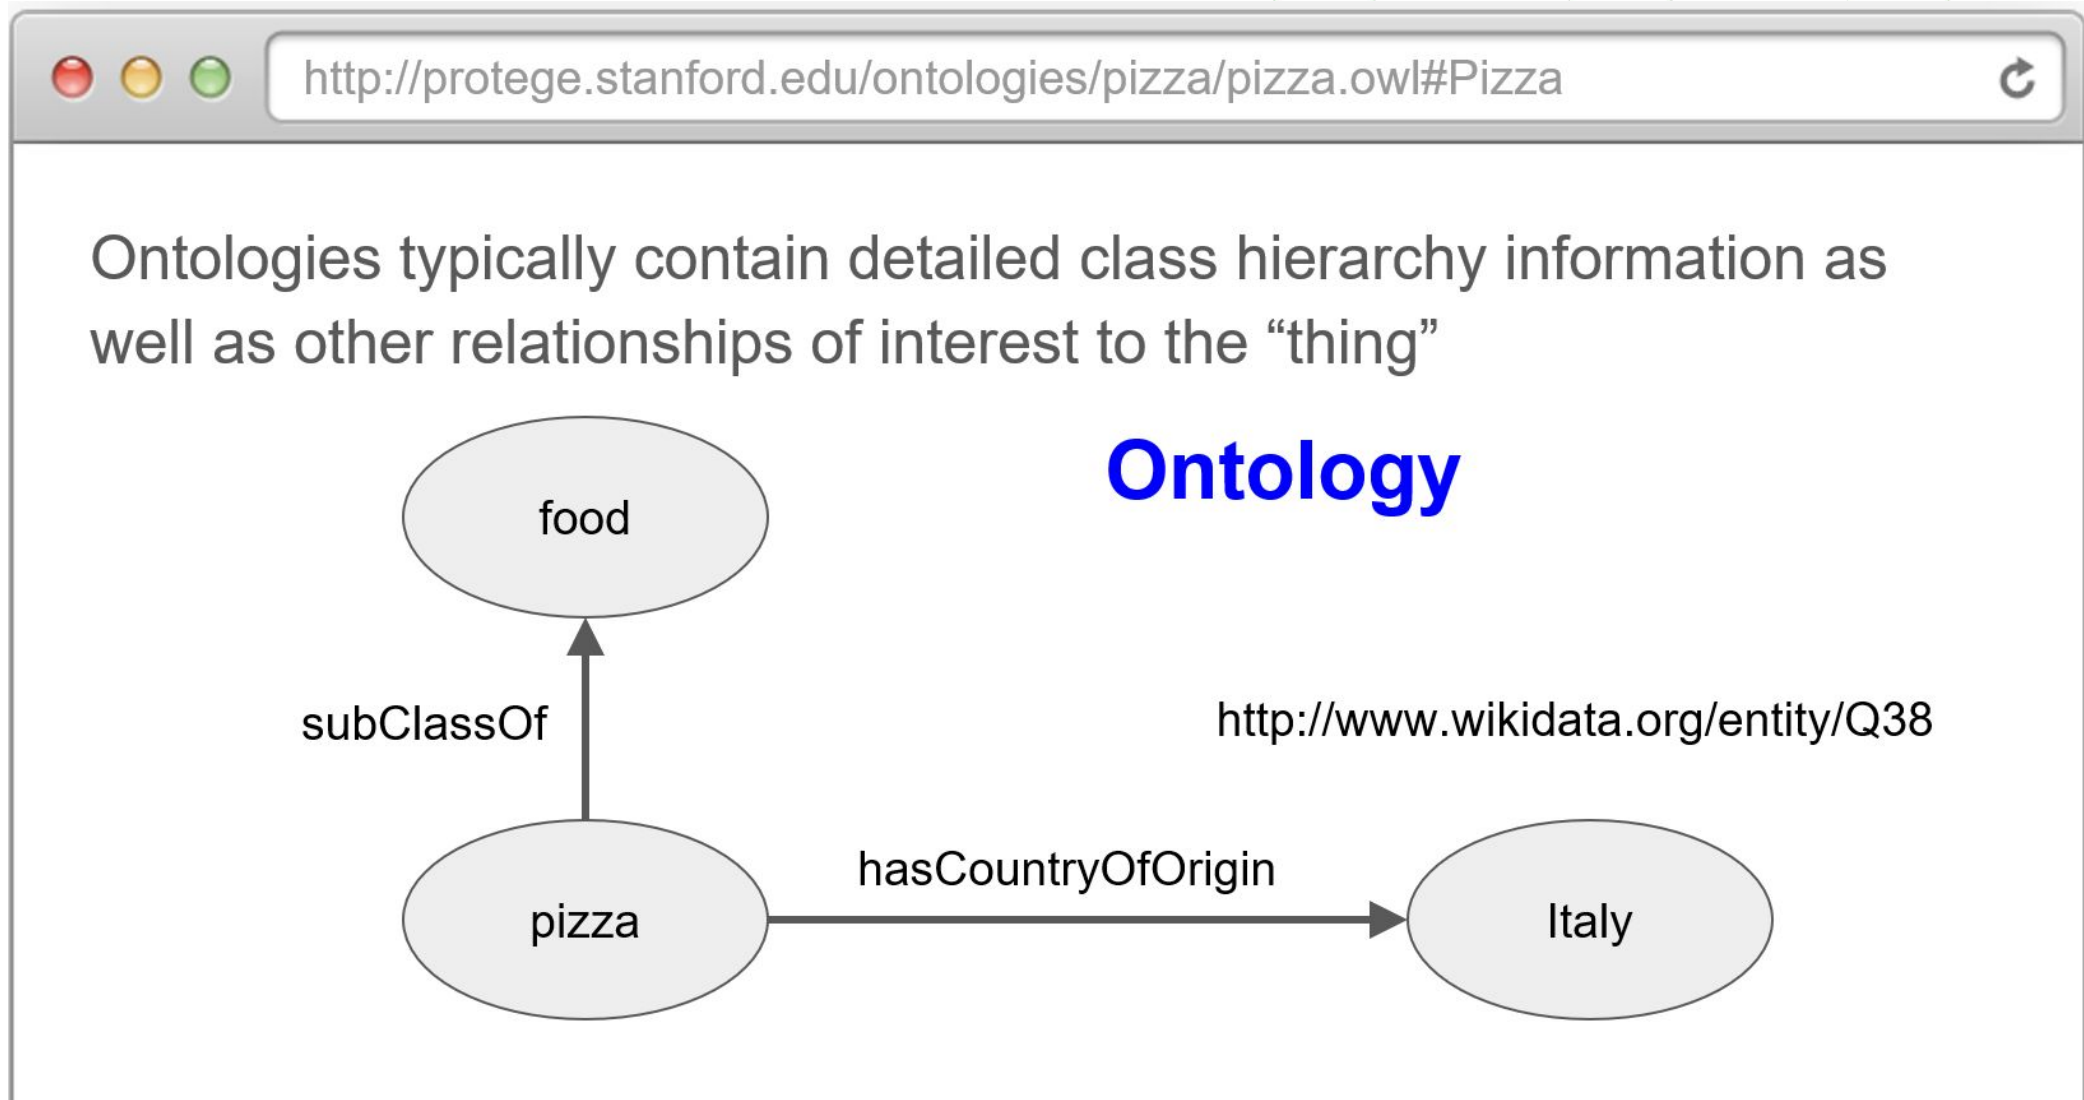 http://protege.stanford.edu/ontologies/pizza/pizza.owl#Pizza
Ontologies typically contain detailed class hierarchy information as
well as other relationships of interest to the “thing”
Ontology
food
subClassOf
http://www.wikidata.org/entity/Q38
hasCountryOfOrigin
pizza
Italy